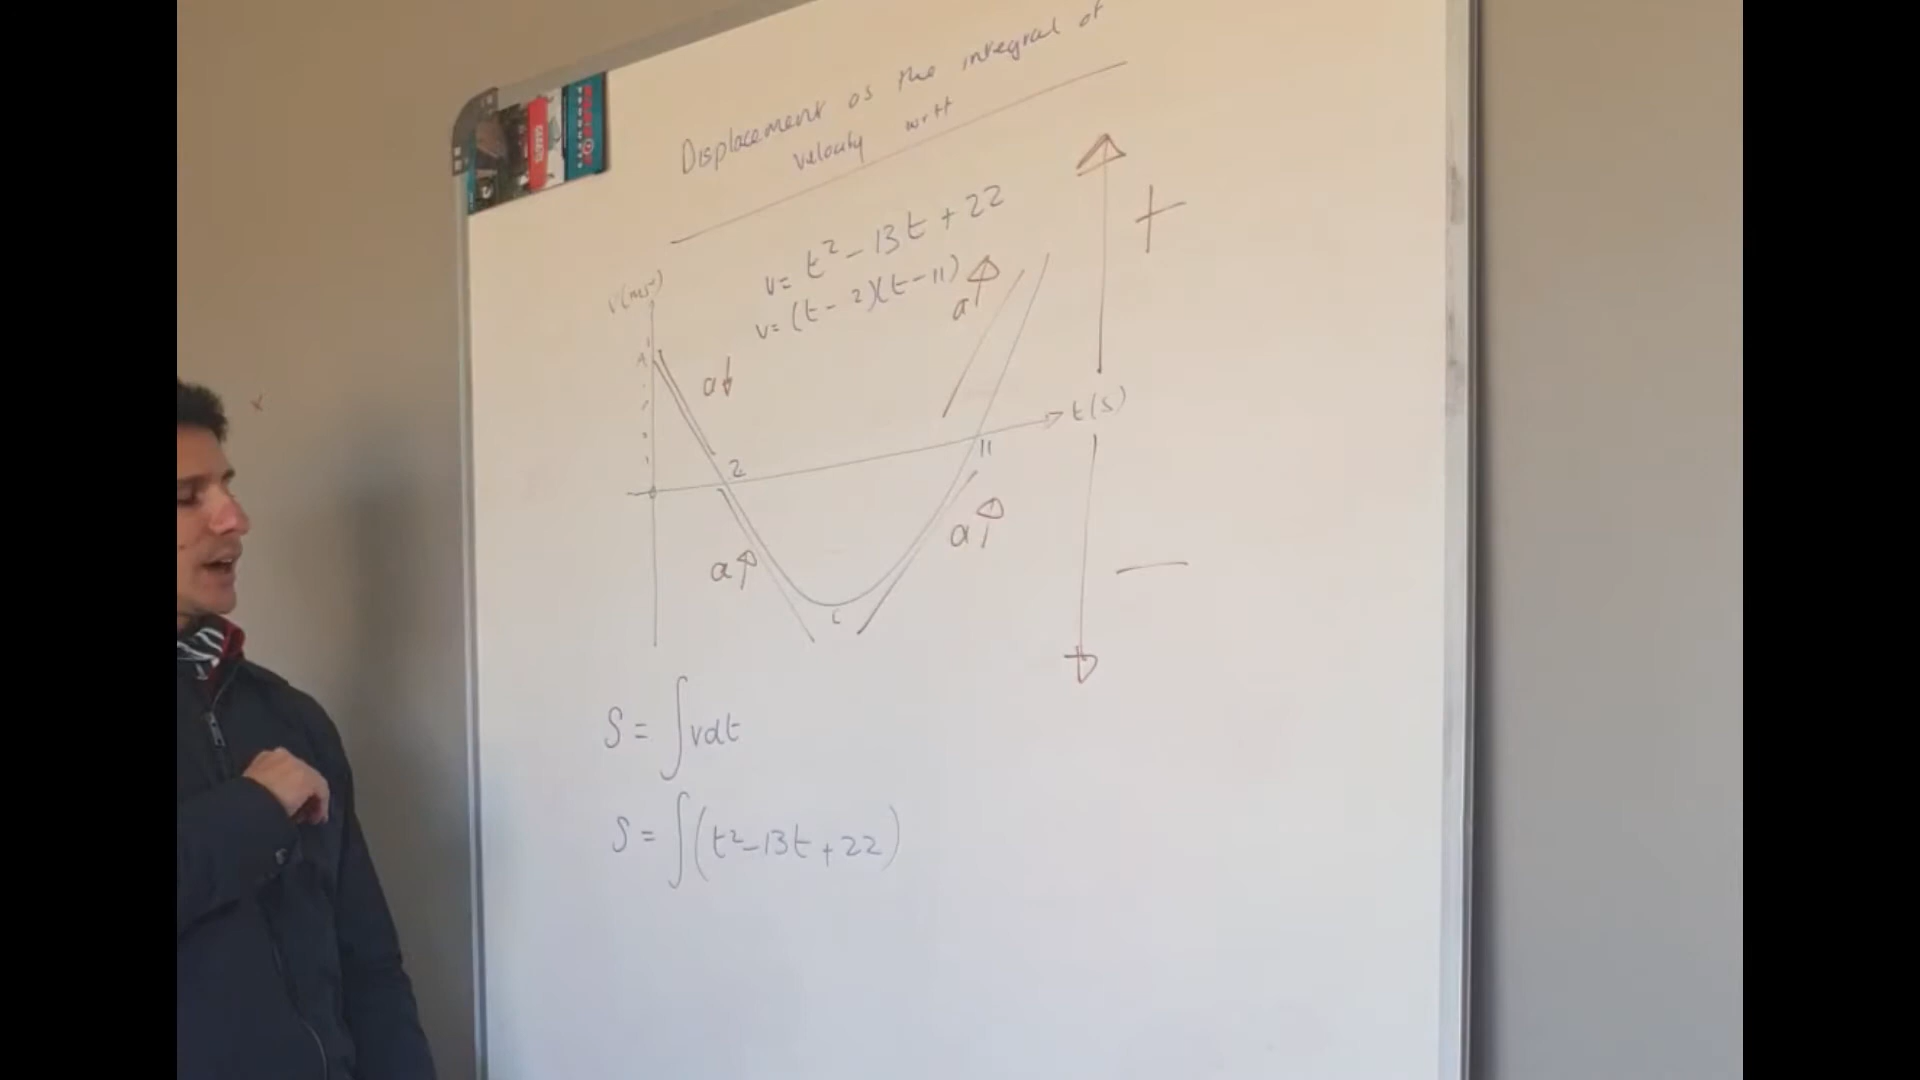 Displacement as the integral of
velocity wrtt
v= t² - 13t + 22
v= (t - 2)(t - 11)
v(ms⁻¹)
a↑
+
a↓
t(s)
2
11
a↑
a↑
-
c
S = ∫vdt
S = ∫(t²-13t+22)